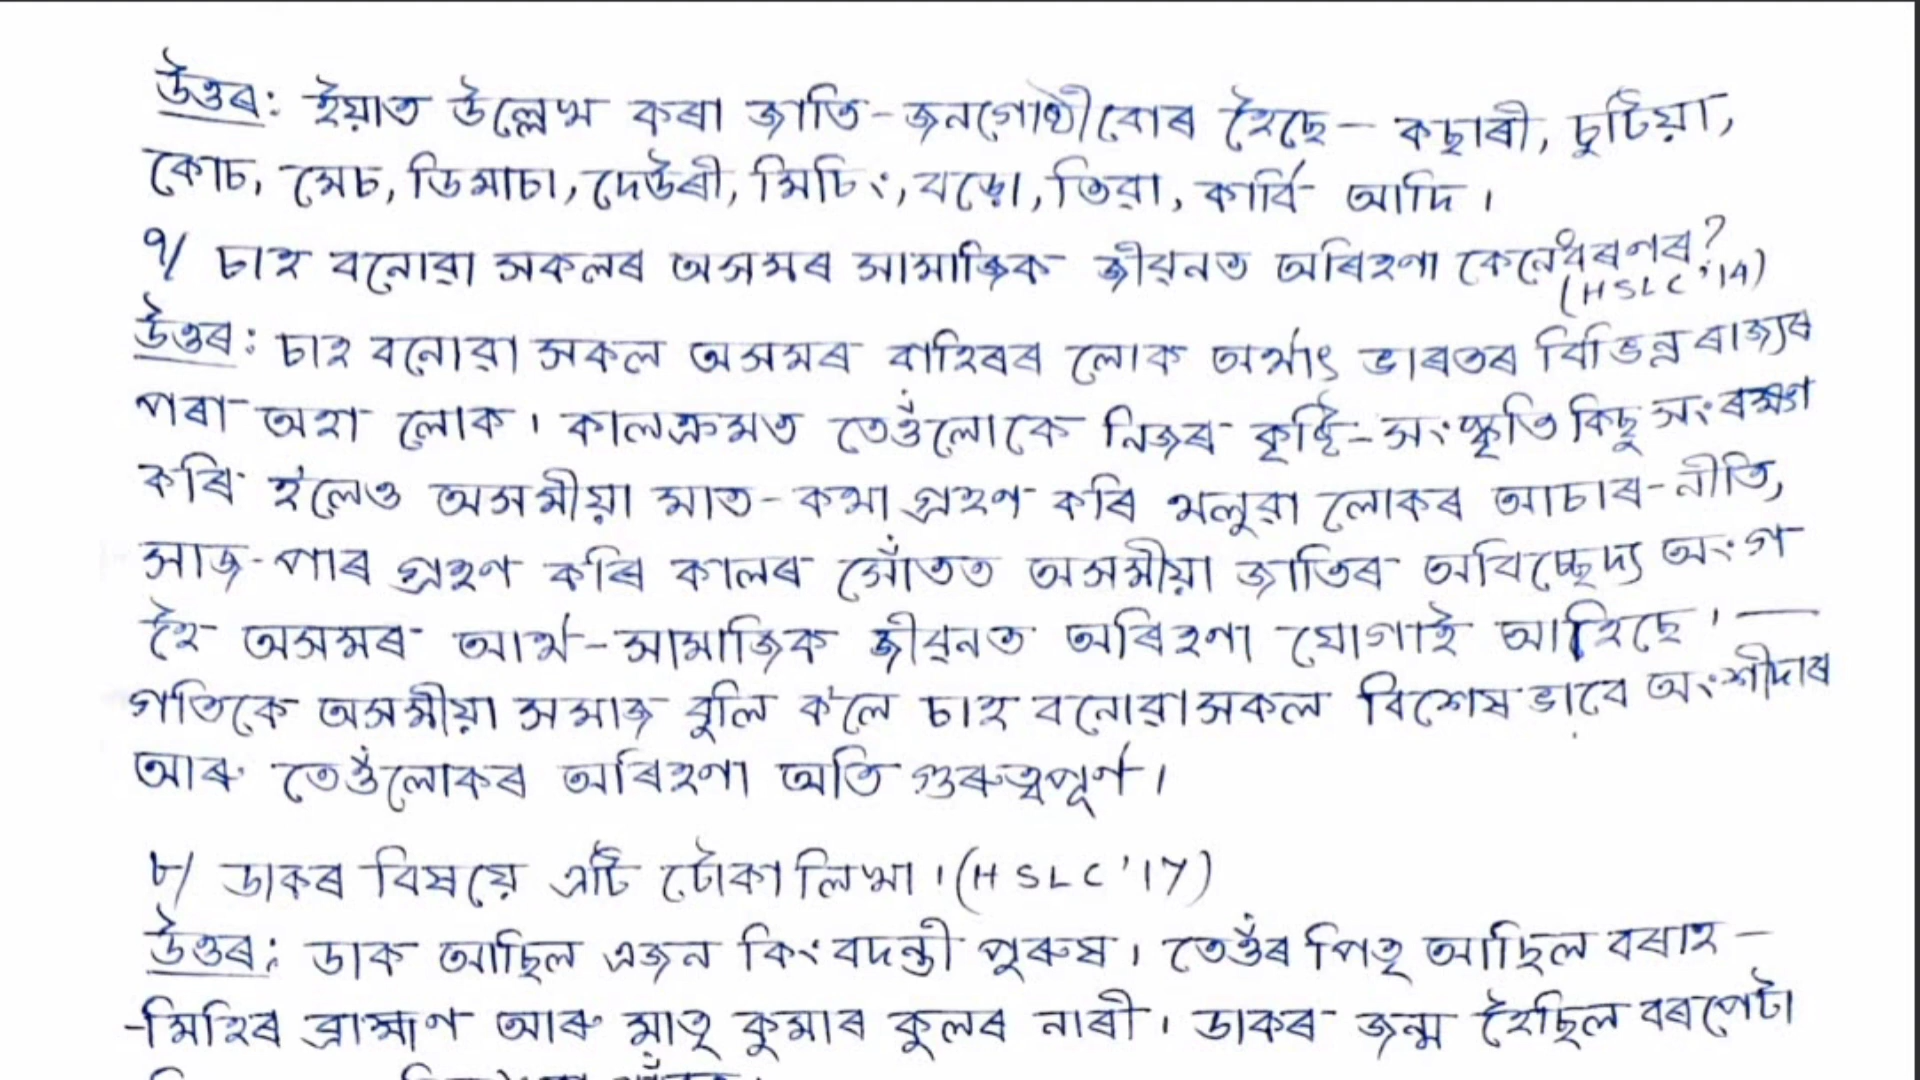 উত্তৰ: ইয়াত উল্লেখ কৰা জাতি-জনগোষ্ঠীবোৰ হৈছে – কছাৰী, চুটিয়া,
কোচ, মেচ, ডিমাচা, দেউৰী, মিচিং, বড়ো, তিৱা, কাৰ্বি আদি ।
৭/ চাহ বনোৱা সকলৰ অসমৰ সামাজিক জীৱনত অৰিহণা কেনেধৰণৰ?
(HSLC '14)
উত্তৰ: চাহ বনোৱা সকল অসমৰ বাহিৰৰ লোক অৰ্থাৎ ভাৰতৰ বিভিন্ন ৰাজ্যৰ
পৰা অহা লোক । কালক্ৰমত তেওঁলোকে নিজৰ কৃষ্টি-সংস্কৃতি কিছু সংৰক্ষণ
কৰি হ'লেও অসমীয়া মাত-কথা গ্ৰহণ কৰি থলুৱা লোকৰ আচাৰ-নীতি,
সাজ-পাৰ গ্ৰহণ কৰি কালৰ সোঁতত অসমীয়া জাতিৰ অবিচ্ছেদ্য অংগ
হৈ অসমৰ আৰ্থ-সামাজিক জীৱনত অৰিহণা যোগাই আহিছে ।
গতিকে অসমীয়া সমাজ বুলি ক'লে চাহ বনোৱাসকল বিশেষভাবে অংশীদাৰ
আৰু তেওঁলোকৰ অৰিহণা অতি গুৰুত্বপূৰ্ণ ।
৮/ ডাকৰ বিষয়ে এটি টোকা লিখা । (HSLC '17)
উত্তৰ: ডাক আছিল এজন কিংবদন্তী পুৰুষ । তেওঁৰ পিতৃ আছিল বৰাহ-
-মিহিৰ ব্ৰাহ্মণ আৰু মাতৃ কুমাৰ কুলৰ নাৰী । ডাকৰ জন্ম হৈছিল বৰপেটা